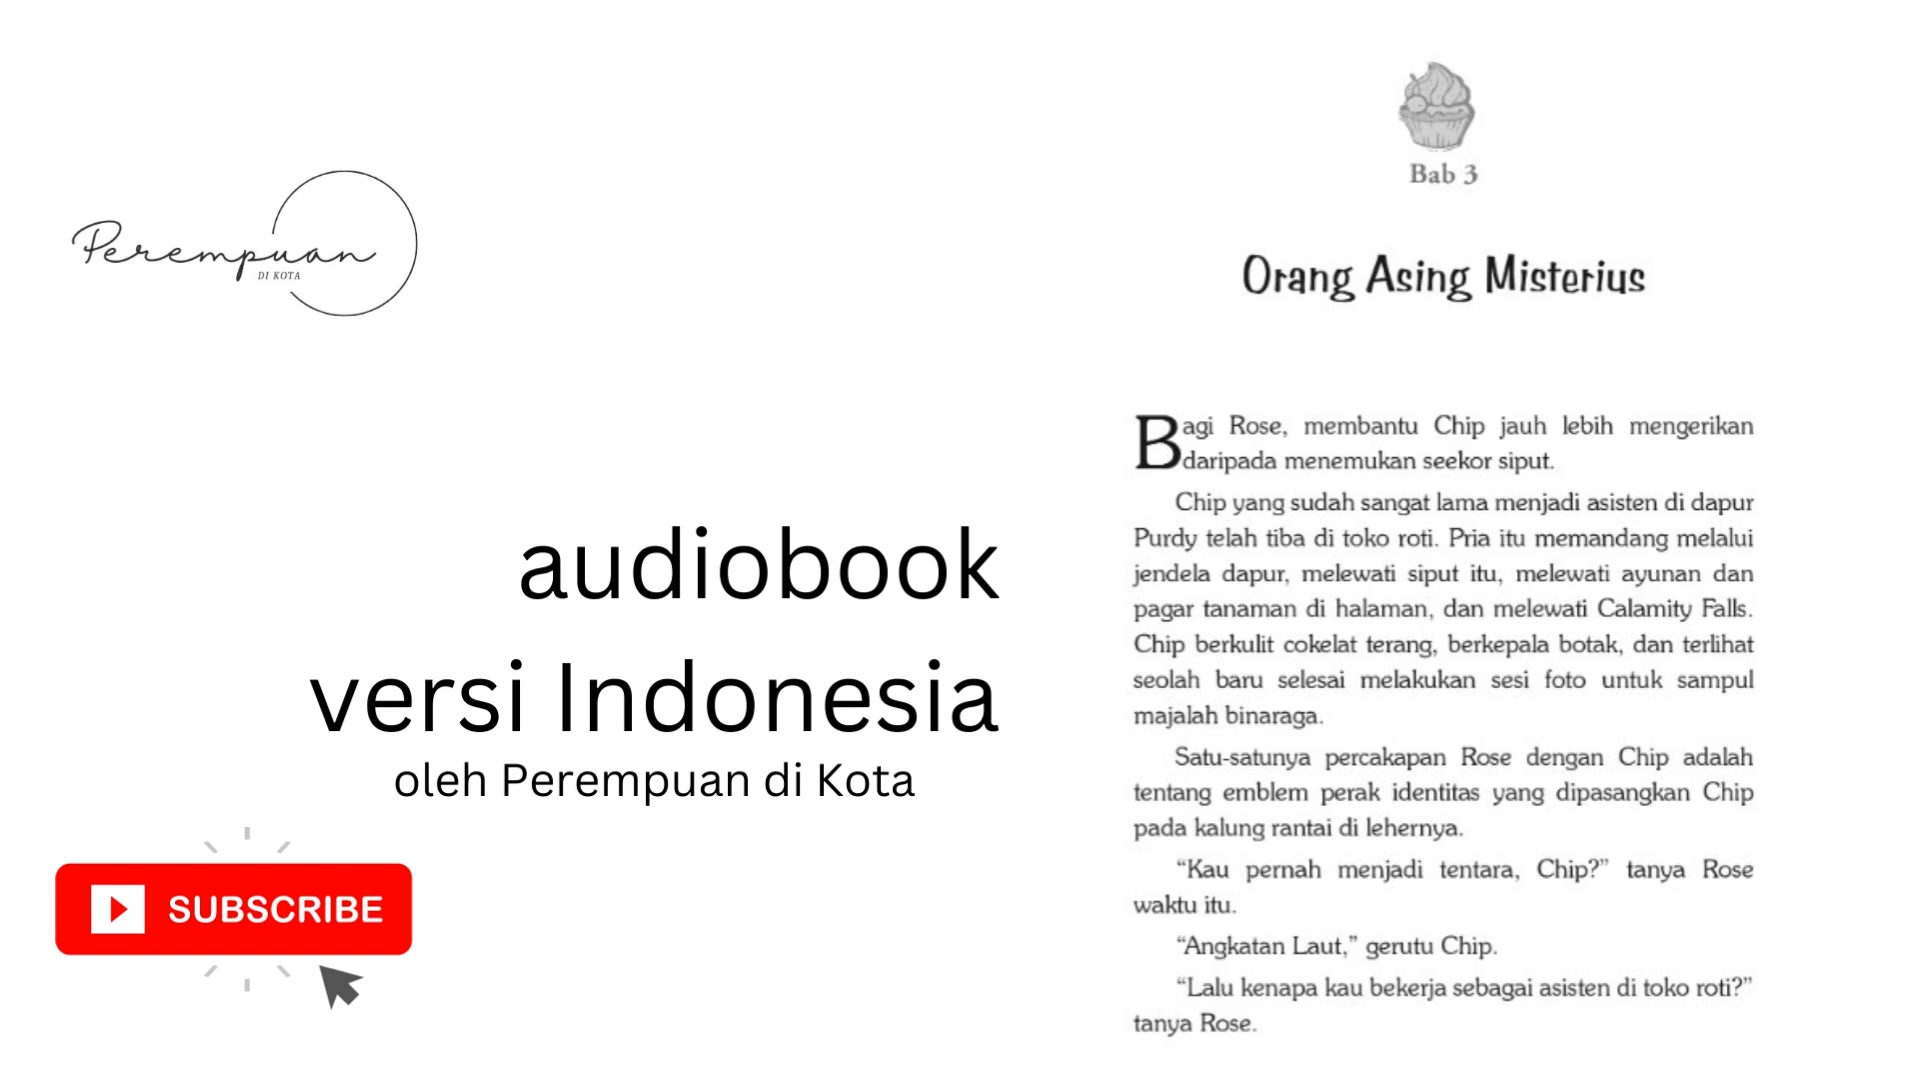 Perempuan
DI KOTA
audiobook
versi Indonesia
oleh Perempuan di Kota
SUBSCRIBE
Bab 3
Orang Asing Misterius
Bagi Rose, membantu Chip jauh lebih mengerikan
daripada menemukan seekor siput.
Chip yang sudah sangat lama menjadi asisten di dapur
Purdy telah tiba di toko roti. Pria itu memandang melalui
jendela dapur, melewati siput itu, melewati ayunan dan
pagar tanaman di halaman, dan melewati Calamity Falls.
Chip berkulit cokelat terang, berkepala botak, dan terlihat
seolah baru selesai melakukan sesi foto untuk sampul
majalah binaraga.
Satu-satunya percakapan Rose dengan Chip adalah
tentang emblem perak identitas yang dipasangkan Chip
pada kalung rantai di lehernya.
“Kau pernah menjadi tentara, Chip?” tanya Rose
waktu itu.
“Angkatan Laut,” gerutu Chip.
“Lalu kenapa kau bekerja sebagai asisten di toko roti?”
tanya Rose.